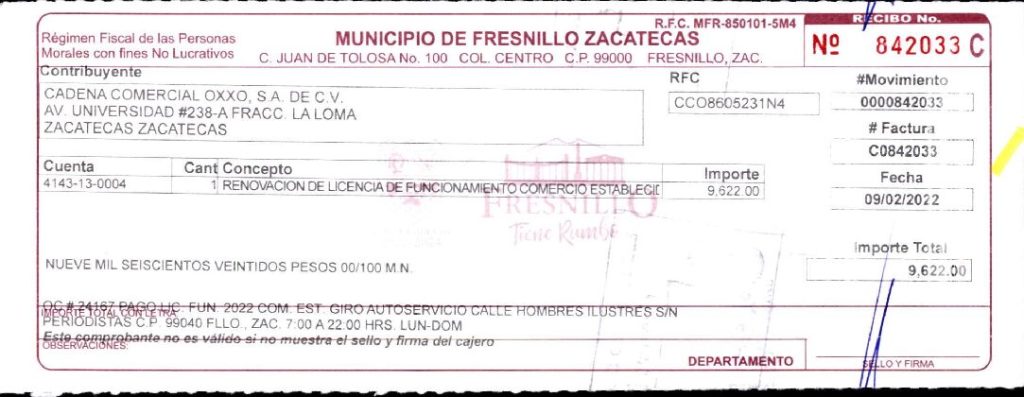 R.F.C. MFR-850101-5M4
RECIBO No.
Régimen Fiscal de las Personas
Morales con fines No Lucrativos
MUNICIPIO DE FRESNILLO ZACATECAS
C. JUAN DE TOLOSA No. 100 COL. CENTRO C.P. 99000 FRESNILLO, ZAC.
Nº 842033 C
Contribuyente
RFC
#Movimiento
CADENA COMERCIAL OXXO, S.A. DE C.V.
AV. UNIVERSIDAD #238-A FRACC. LA LOMA
ZACATECAS ZACATECAS
CCO8605231N4
0000842033
# Factura
C0842033
Cuenta Cant Concepto Importe
4143-13-0004 1 RENOVACION DE LICENCIA DE FUNCIONAMIENTO COMERCIO ESTABLECID 9,622.00
Fecha
09/02/2022
FRESNILLO
Tiene Rumbo
Importe Total
9,622.00
NUEVE MIL SEISCIENTOS VEINTIDOS PESOS 00/100 M.N.
OC # 24167 PAGO LIC. FUN. 2022 COM. EST. GIRO AUTOSERVICIO CALLE HOMBRES ILUSTRES S/N
IMPORTE TOTAL CON LETRA
PERIODISTAS C.P. 99040 FLLO., ZAC. 7:00 A 22:00 HRS. LUN-DOM
Este comprobante no es válido si no muestra el sello y firma del cajero
OBSERVACIONES:
DEPARTAMENTO
SELLO Y FIRMA